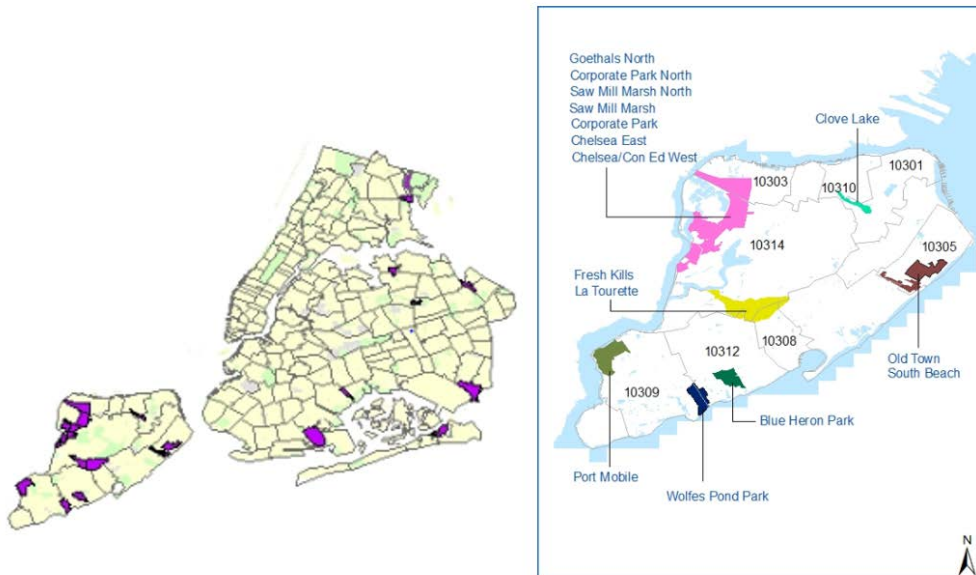 Goethals North
Corporate Park North
Saw Mill Marsh North
Saw Mill Marsh
Corporate Park
Chelsea East
Chelsea/Con Ed West
Clove Lake
10303
10310
10301
10314
10305
Fresh Kills
La Tourette
10312
10308
10309
Old Town
South Beach
Blue Heron Park
Port Mobile
Wolfes Pond Park
N